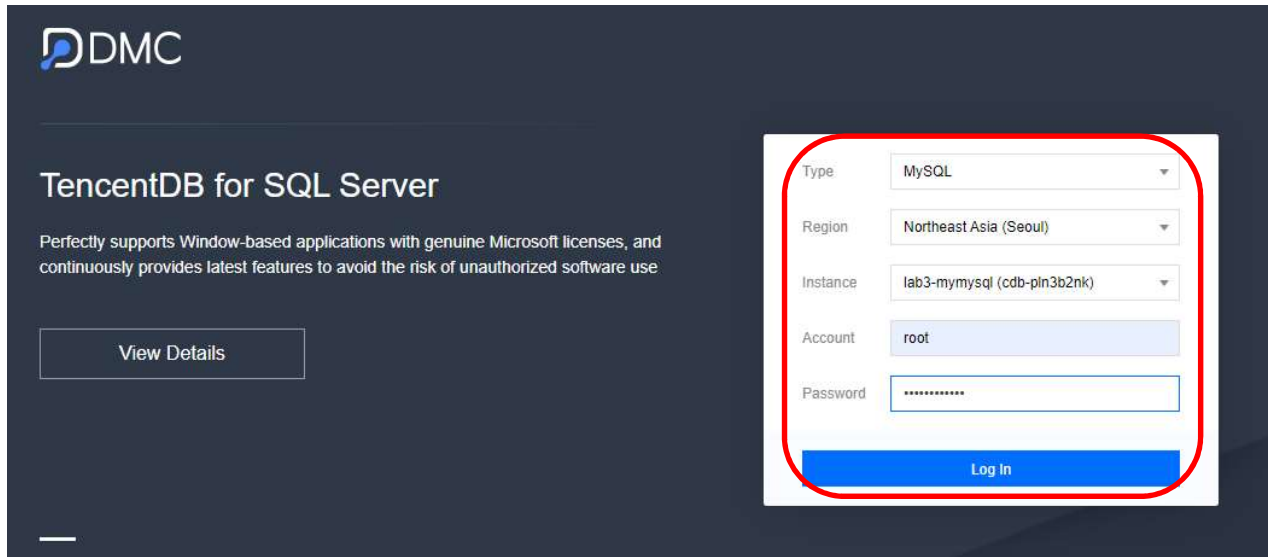 DMC
TencentDB for SQL Server
Perfectly supports Window-based applications with genuine Microsoft licenses, and
continuously provides latest features to avoid the risk of unauthorized software use
View Details
Type MySQL
Region Northeast Asia (Seoul)
Instance lab3-mymysql (cdb-pln3b2nk)
Account root
Password ••••••••••••
Log In